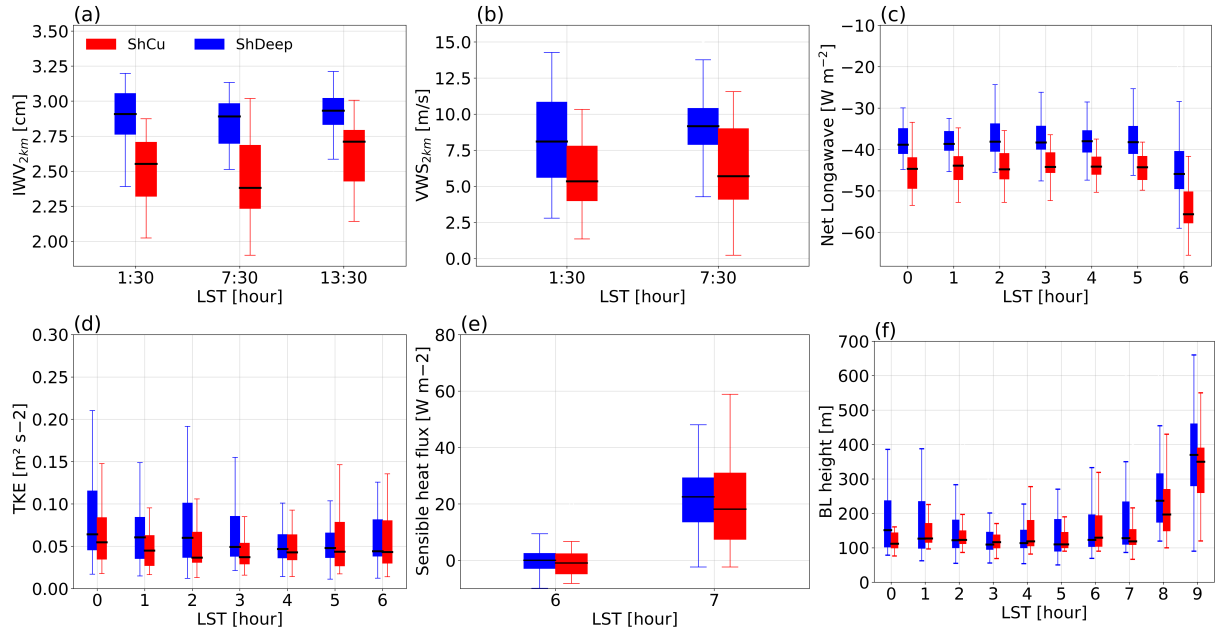 (a)
ShCu
ShDeep
IWV2km [cm]
3.50
3.25
3.00
2.75
2.50
2.25
2.00
1:30
7:30
13:30
LST [hour]
(b)
VWS2km [m/s]
15.0
12.5
10.0
7.5
5.0
2.5
0.0
1:30
7:30
LST [hour]
(c)
Net Longawave [W m−2]
−10
−20
−30
−40
−50
−60
0 1 2 3 4 5 6
LST [hour]
(d)
TKE [m² s−2]
0.30
0.25
0.20
0.15
0.10
0.05
0.00
0 1 2 3 4 5 6
LST [hour]
(e)
Sensible heat flux [W m−2]
80
60
40
20
0
6 7
LST [hour]
(f)
BL height [m]
700
600
500
400
300
200
100
0
0 1 2 3 4 5 6 7 8 9
LST [hour]